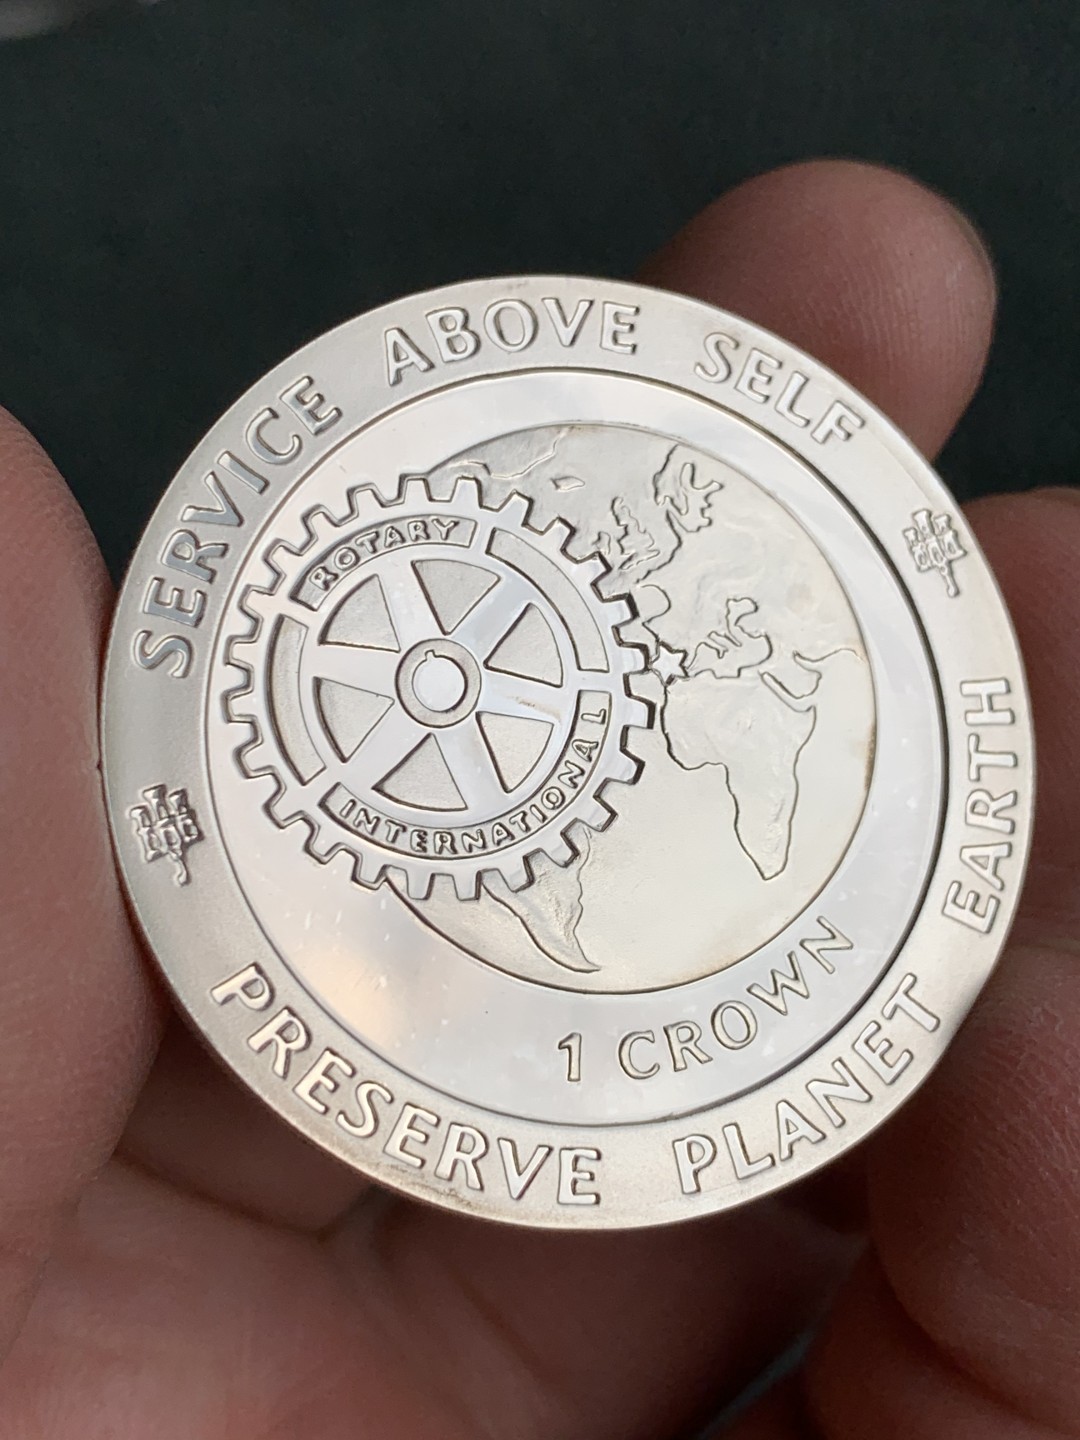 SERVICE ABOVE SELF
ROTARY
INTERNATIONAL
1 CROWN
PRESERVE PLANET EARTH